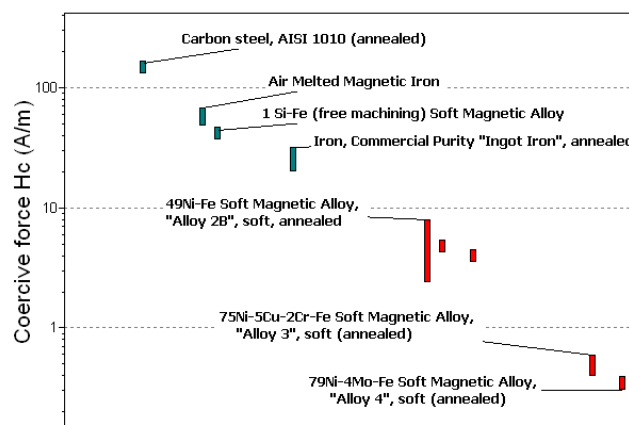 Carbon steel, AISI 1010 (annealed)
100
Air Melted Magnetic Iron
1 Si-Fe (free machining) Soft Magnetic Alloy
Iron, Commercial Purity "Ingot Iron", annealed
Coercive force Hc (A/m)
49Ni-Fe Soft Magnetic Alloy,
"Alloy 2B", soft, annealed
10
75Ni-5Cu-2Cr-Fe Soft Magnetic Alloy,
"Alloy 3", soft (annealed)
1
79Ni-4Mo-Fe Soft Magnetic Alloy,
"Alloy 4", soft (annealed)